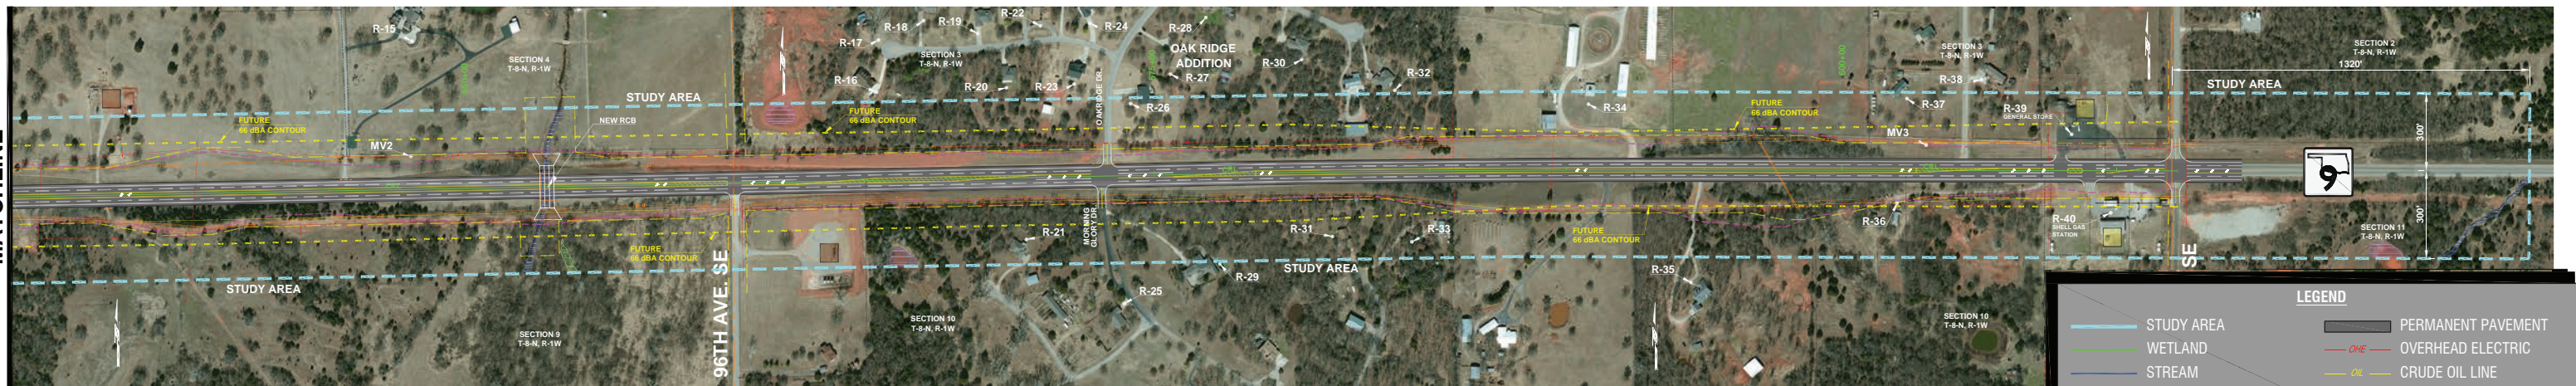 R-15
SECTION 4
T-8-N, R-1W
STUDY AREA
FUTURE
66 dBA CONTOUR
NEW RCB
MV2
FUTURE
66 dBA CONTOUR
STUDY AREA
SECTION 9
T-8-N, R-1W
96TH AVE. SE
R-16
R-17
R-18
R-19
SECTION 3
T-8-N, R-1W
R-20
R-22
R-23
R-24
FUTURE
66 dBA CONTOUR
OAKRIDGE DR.
R-28
OAK RIDGE
ADDITION
R-27
R-26
R-30
R-32
R-34
MORNING
GLORY DR.
R-21
R-25
R-29
R-31
R-33
STUDY AREA
SECTION 10
T-8-N, R-1W
FUTURE
66 dBA CONTOUR
600+00
SECTION 3
T-8-N, R-1W
R-38
R-37
R-39
GENERAL STORE
MV3
FUTURE
66 dBA CONTOUR
R-35
R-36
R-40
SHELL GAS
STATION
SECTION 10
T-8-N, R-1W
SE
SECTION 2
T-8-N, R-1W
1320'
STUDY AREA
300'
300'
9
SECTION 11
T-8-N, R-1W
LEGEND
STUDY AREA
WETLAND
STREAM
PERMANENT PAVEMENT
OHE OVERHEAD ELECTRIC
OIL CRUDE OIL LINE